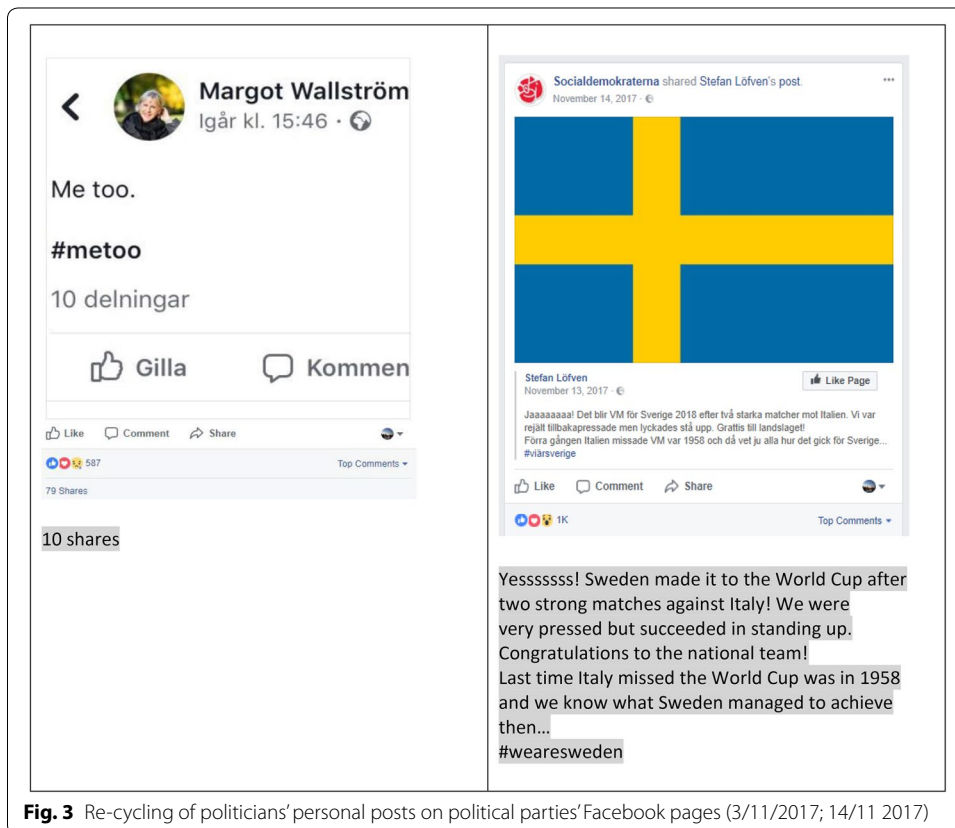 Margot Wallström
Igår kl. 15:46 ·
Me too.
#metoo
10 delningar
Gilla Kommen
Like Comment Share
587 Top Comments
79 Shares
10 shares
Socialdemokraterna shared Stefan Löfven's post.
November 14, 2017 ·
Stefan Löfven
November 13, 2017 ·
Like Page
Jaaaaaaaa! Det blir VM för Sverige 2018 efter två starka matcher mot Italien. Vi var
rejält tillbakapressade men lyckades stå upp. Grattis till landslaget!
Förra gången Italien missade VM var 1958 och då vet ju alla hur det gick för Sverige...
#viärsverige
Like Comment Share
1K Top Comments
Yesssssss! Sweden made it to the World Cup after
two strong matches against Italy! We were
very pressed but succeeded in standing up.
Congratulations to the national team!
Last time Italy missed the World Cup was in 1958
and we know what Sweden managed to achieve
then…
#wearesweden
Fig. 3 Re-cycling of politicians' personal posts on political parties' Facebook pages (3/11/2017; 14/11 2017)